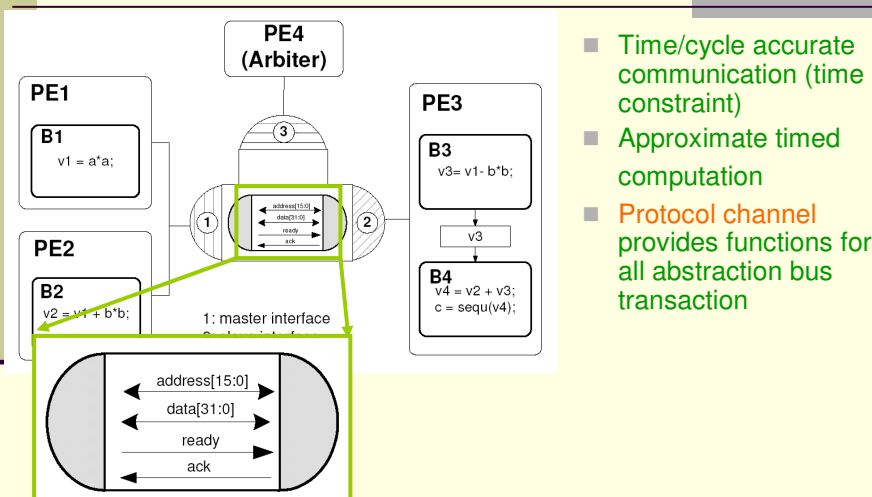 PE4
(Arbiter)
PE1
B1
v1 = a*a;
PE2
B2
v2 = v1 + b*b;
3
1
2
address[15:0]
data[31:0]
ready
ack
PE3
B3
v3= v1- b*b;
v3
B4
v4 = v2 + v3;
c = sequ(v4);
1: master interface
address[15:0]
data[31:0]
ready
ack
Time/cycle accurate
communication (time
constraint)
Approximate timed
computation
Protocol channel
provides functions for
all abstraction bus
transaction